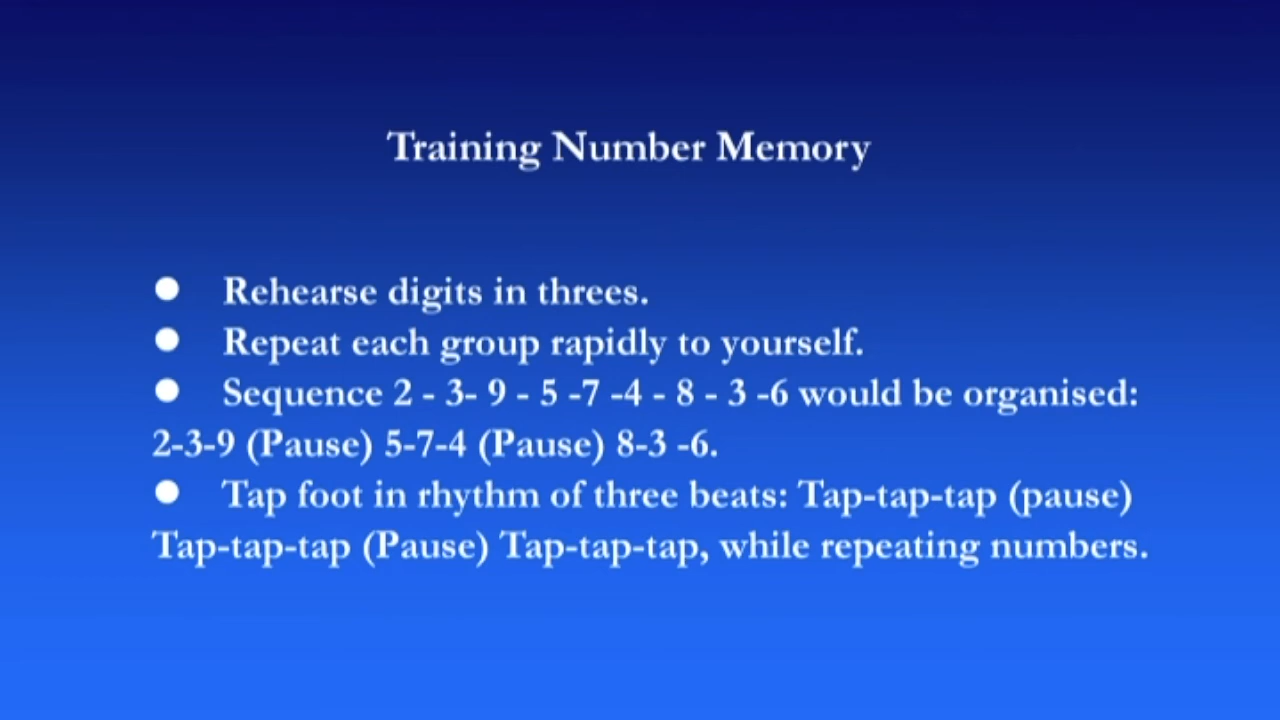 Training Number Memory
● Rehearse digits in threes.
● Repeat each group rapidly to yourself.
● Sequence 2 - 3- 9 - 5 -7 -4 - 8 - 3 -6 would be organised:
2-3-9 (Pause) 5-7-4 (Pause) 8-3 -6.
● Tap foot in rhythm of three beats: Tap-tap-tap (pause)
Tap-tap-tap (Pause) Tap-tap-tap, while repeating numbers.